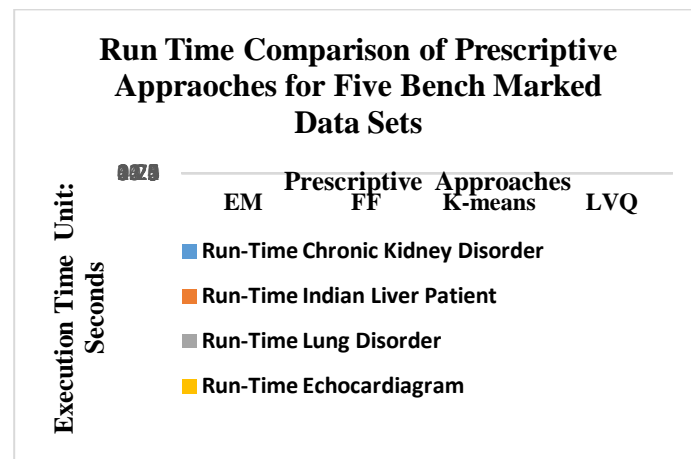 Run Time Comparison of Prescriptive
Appraoches for Five Bench Marked
Data Sets
Prescriptive Approaches
EM FF K-means LVQ
Execution Time Unit:
Seconds
Run-Time Chronic Kidney Disorder
Run-Time Indian Liver Patient
Run-Time Lung Disorder
Run-Time Echocardiagram